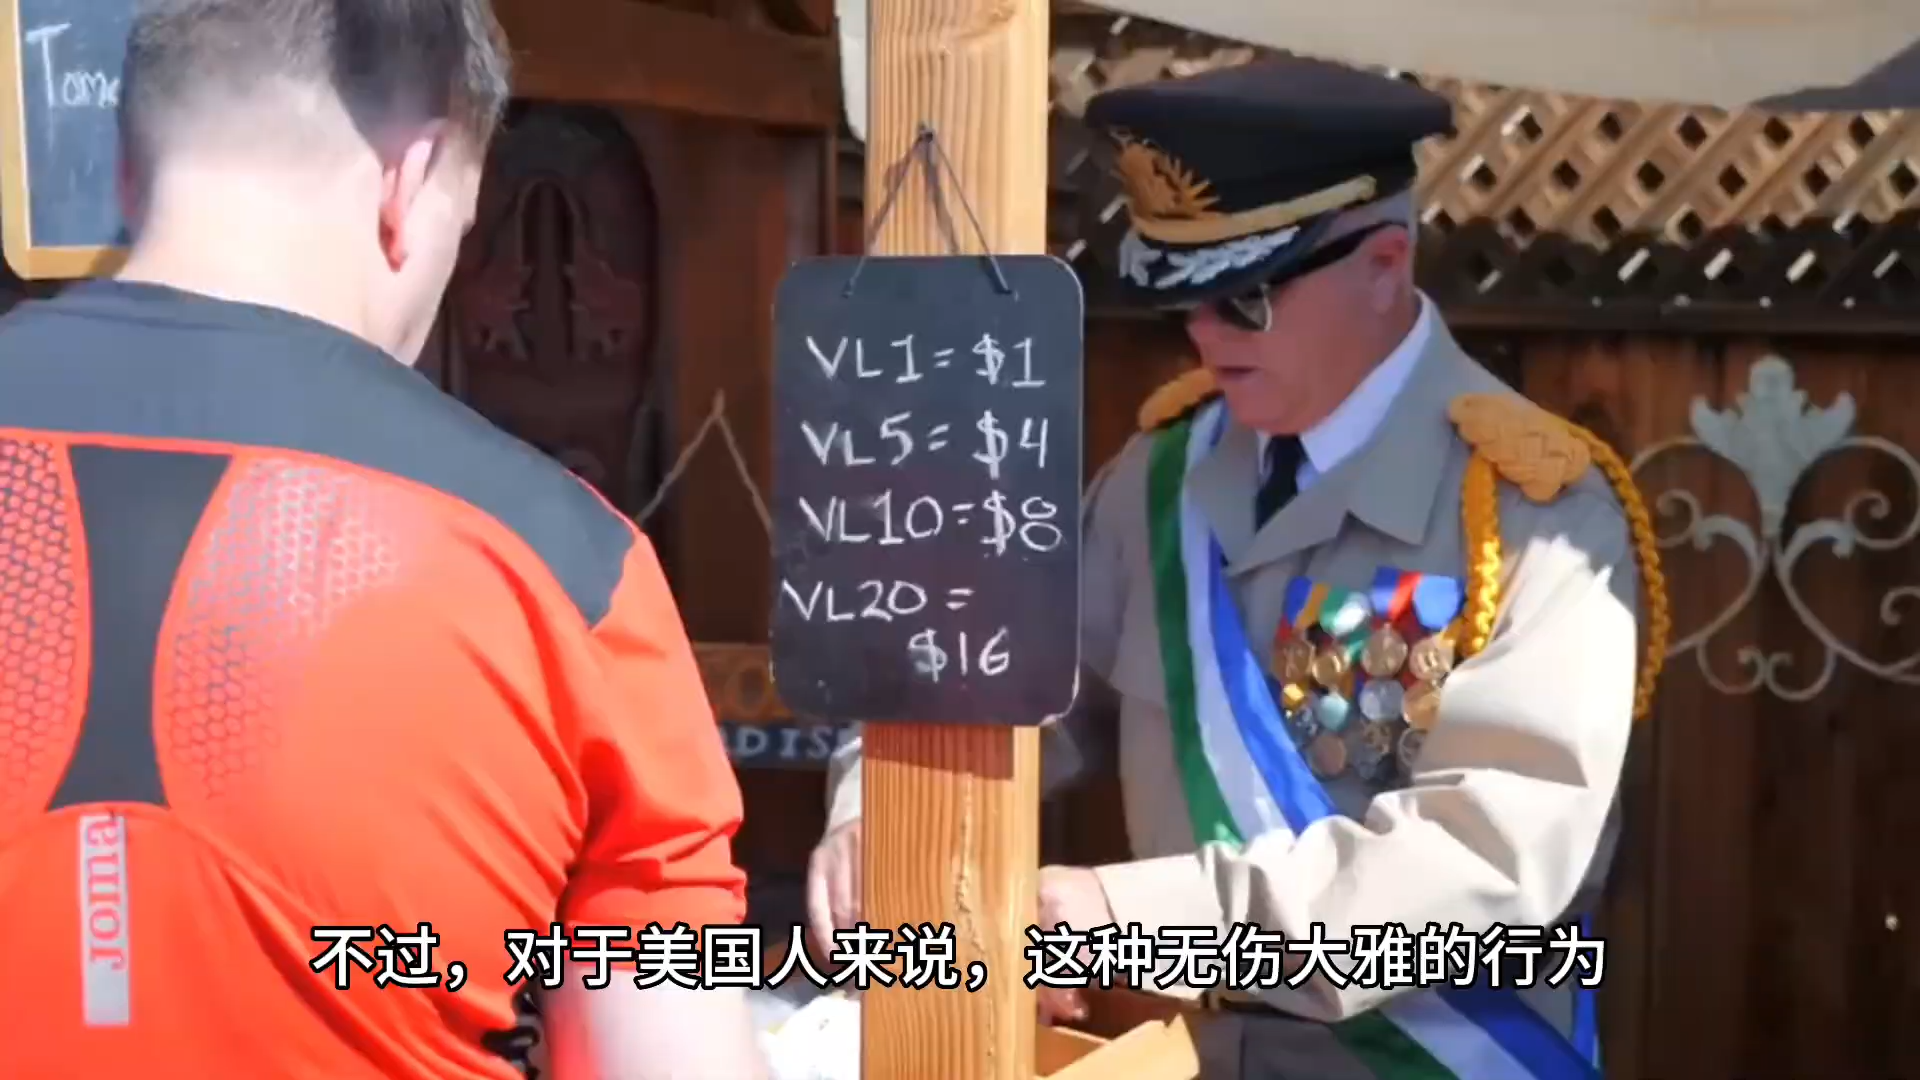 VL1=$1
VL5=$4
VL10=$8
VL20=
$16
joma
不过，对于美国人来说，这种无伤大雅的行为